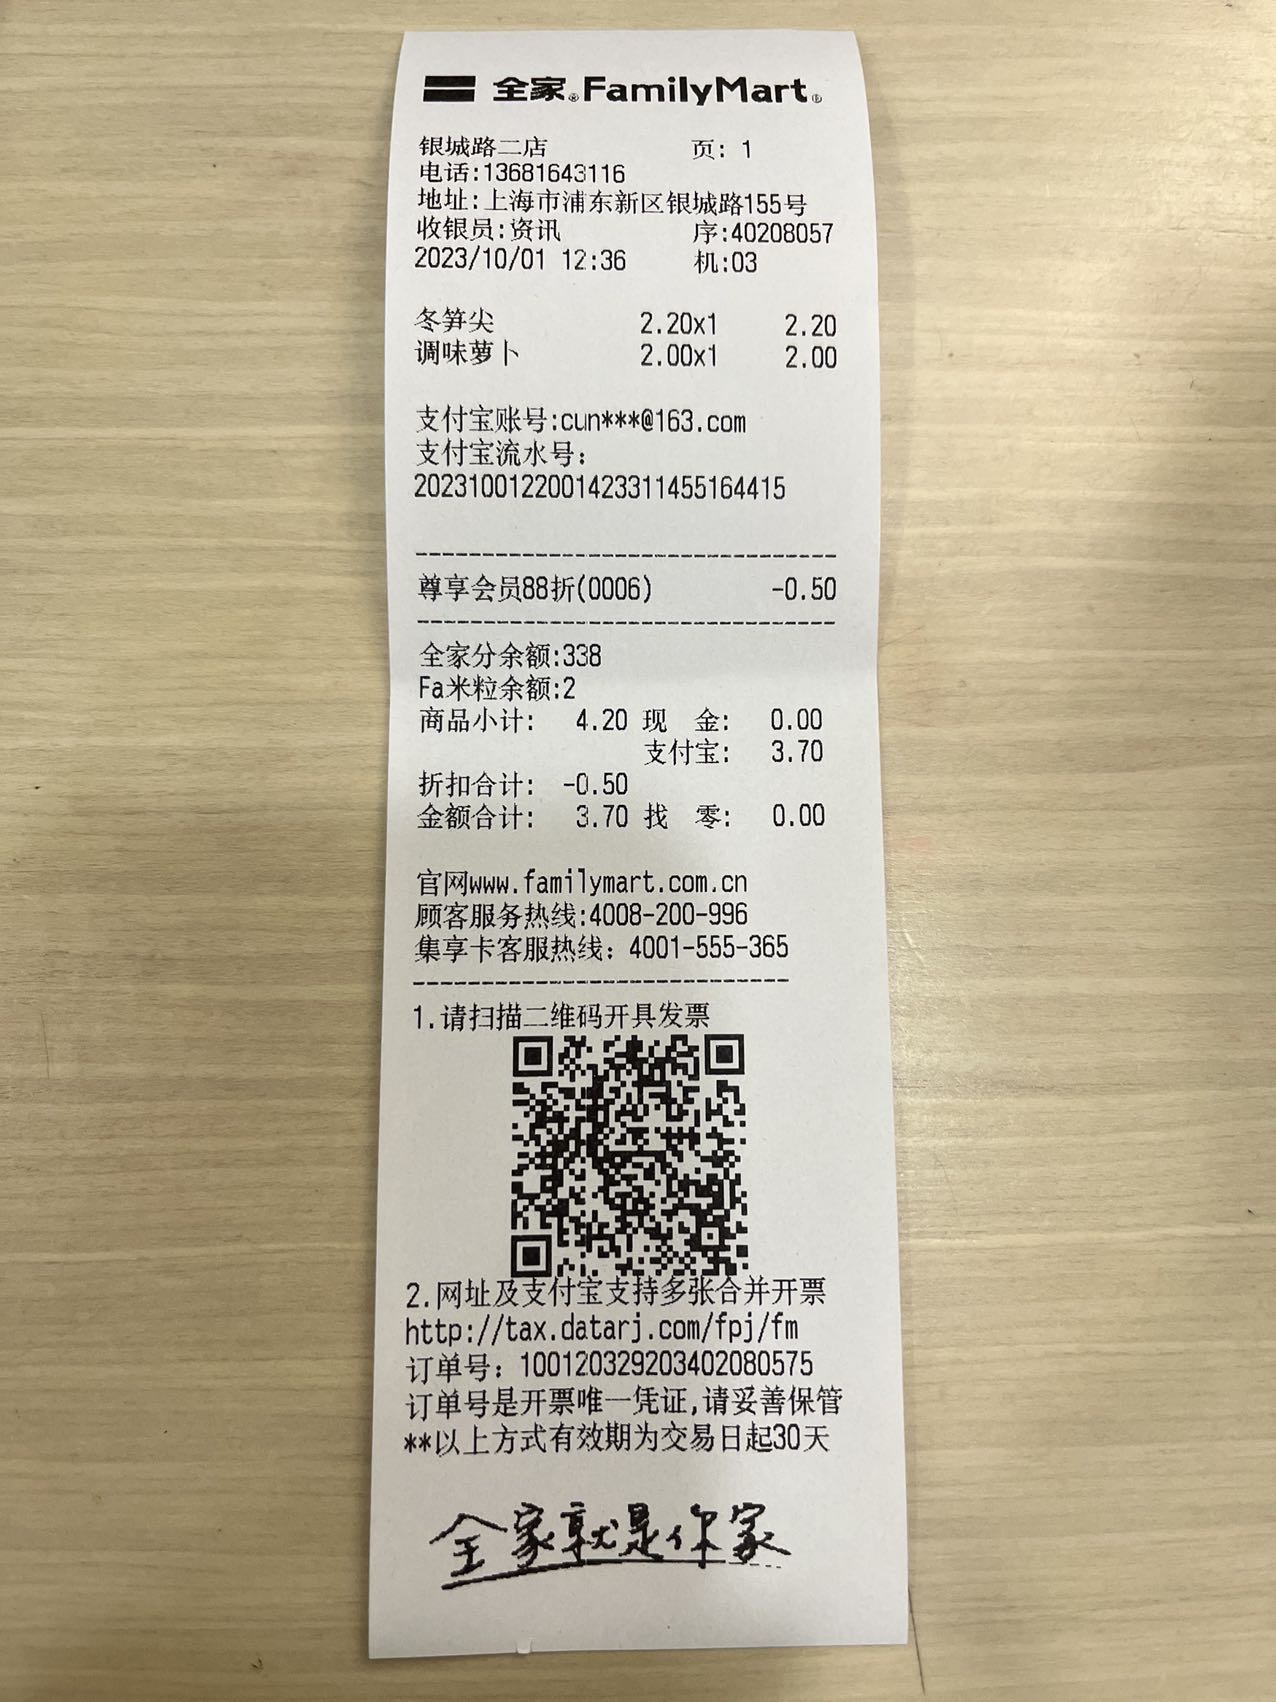 全家®FamilyMart®
银城路二店 页: 1
电话:13681643116
地址:上海市浦东新区银城路155号
收银员:资讯 序:40208057
2023/10/01 12:36 机:03
冬笋尖 2.20x1 2.20
调味萝卜 2.00x1 2.00
支付宝账号:cun***@163.com
支付宝流水号:
2023100122001423311455164415
--------------------------------
尊享会员88折(0006) -0.50
--------------------------------
全家分余额:338
Fa米粒余额:2
商品小计: 4.20 现 金: 0.00
支付宝: 3.70
折扣合计: -0.50
金额合计: 3.70 找 零: 0.00
官网www.familymart.com.cn
顾客服务热线:4008-200-996
集享卡客服热线: 4001-555-365
----------------------------
1.请扫描二维码开具发票
2.网址及支付宝支持多张合并开票
http://tax.datarj.com/fpj/fm
订单号: 100120329203402080575
订单号是开票唯一凭证,请妥善保管
**以上方式有效期为交易日起30天
全家就是你家